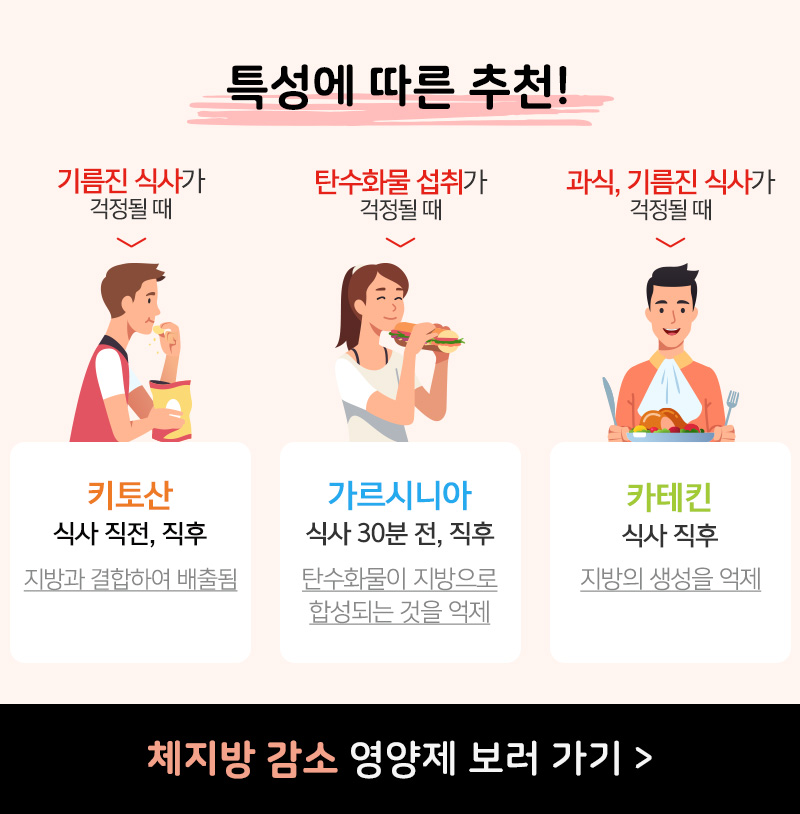 특성에 따른 추천!
기름진 식사가
걱정될 때
탄수화물 섭취가
걱정될 때
과식, 기름진 식사가
걱정될 때
키토산
식사 직전, 직후
지방과 결합하여 배출됨
가르시니아
식사 30분 전, 직후
탄수화물이 지방으로
합성되는 것을 억제
카테킨
식사 직후
지방의 생성을 억제
체지방 감소 영양제 보러 가기 >